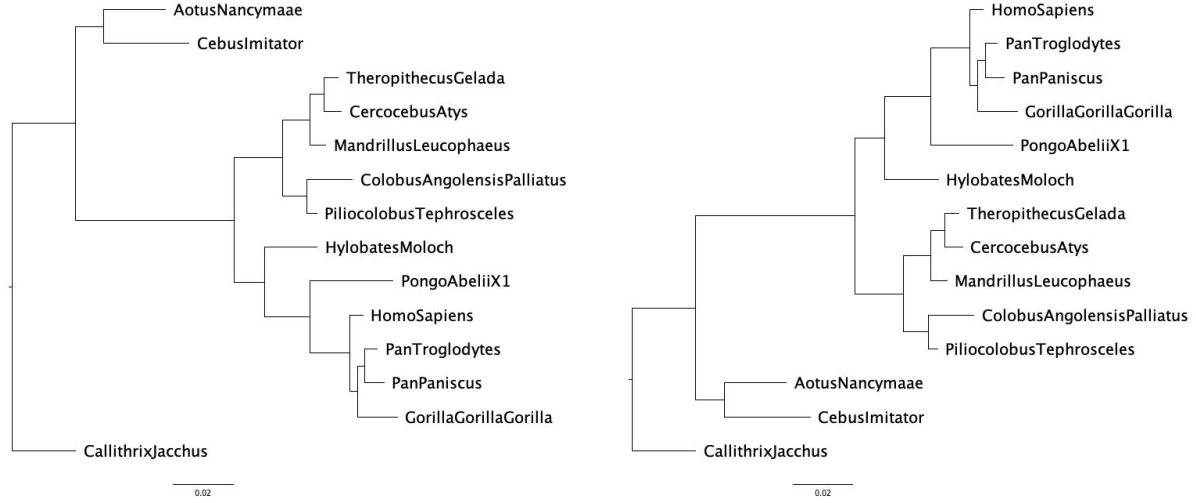 AotusNancymaae
CebusImitator
TheropithecusGelada
CercocebusAtys
MandrillusLeucophaeus
ColobusAngolensisPalliatus
PiliocolobusTephrosceles
HylobatesMoloch
PongoAbeliiX1
HomoSapiens
PanTroglodytes
PanPaniscus
GorillaGorillaGorilla
CallithrixJacchus
0.02
HomoSapiens
PanTroglodytes
PanPaniscus
GorillaGorillaGorilla
PongoAbeliiX1
HylobatesMoloch
TheropithecusGelada
CercocebusAtys
MandrillusLeucophaeus
ColobusAngolensisPalliatus
PiliocolobusTephrosceles
AotusNancymaae
CebusImitator
CallithrixJacchus
0.02